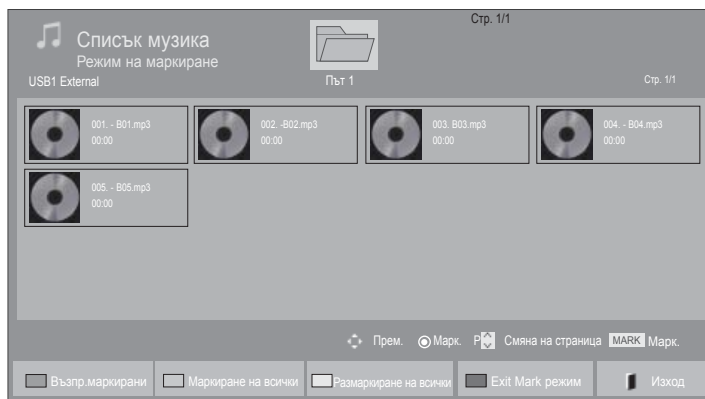 Стр. 1/1
Списък музика
Режим на маркиране
USB1 External
Път 1
Стр. 1/1
001. - B01.mp3
00:00
002. -B02.mp3
00:00
003. B03.mp3
00:00
004. - B04.mp3
00:00
005. - B05.mp3
00:00
Прем. Марк. P Смяна на страница MARK Марк.
Възпр.маркирани Маркиране на всички Размаркиране на всички Exit Mark режим Изход